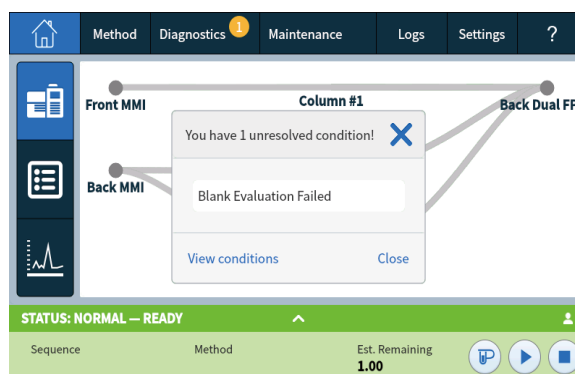 Method Diagnostics 1 Maintenance Logs Settings ?
Front MMI
Column #1
Back Dual FP
You have 1 unresolved condition!
Back MMI
Blank Evaluation Failed
View conditions Close
STATUS: NORMAL — READY
Sequence Method Est. Remaining
1.00